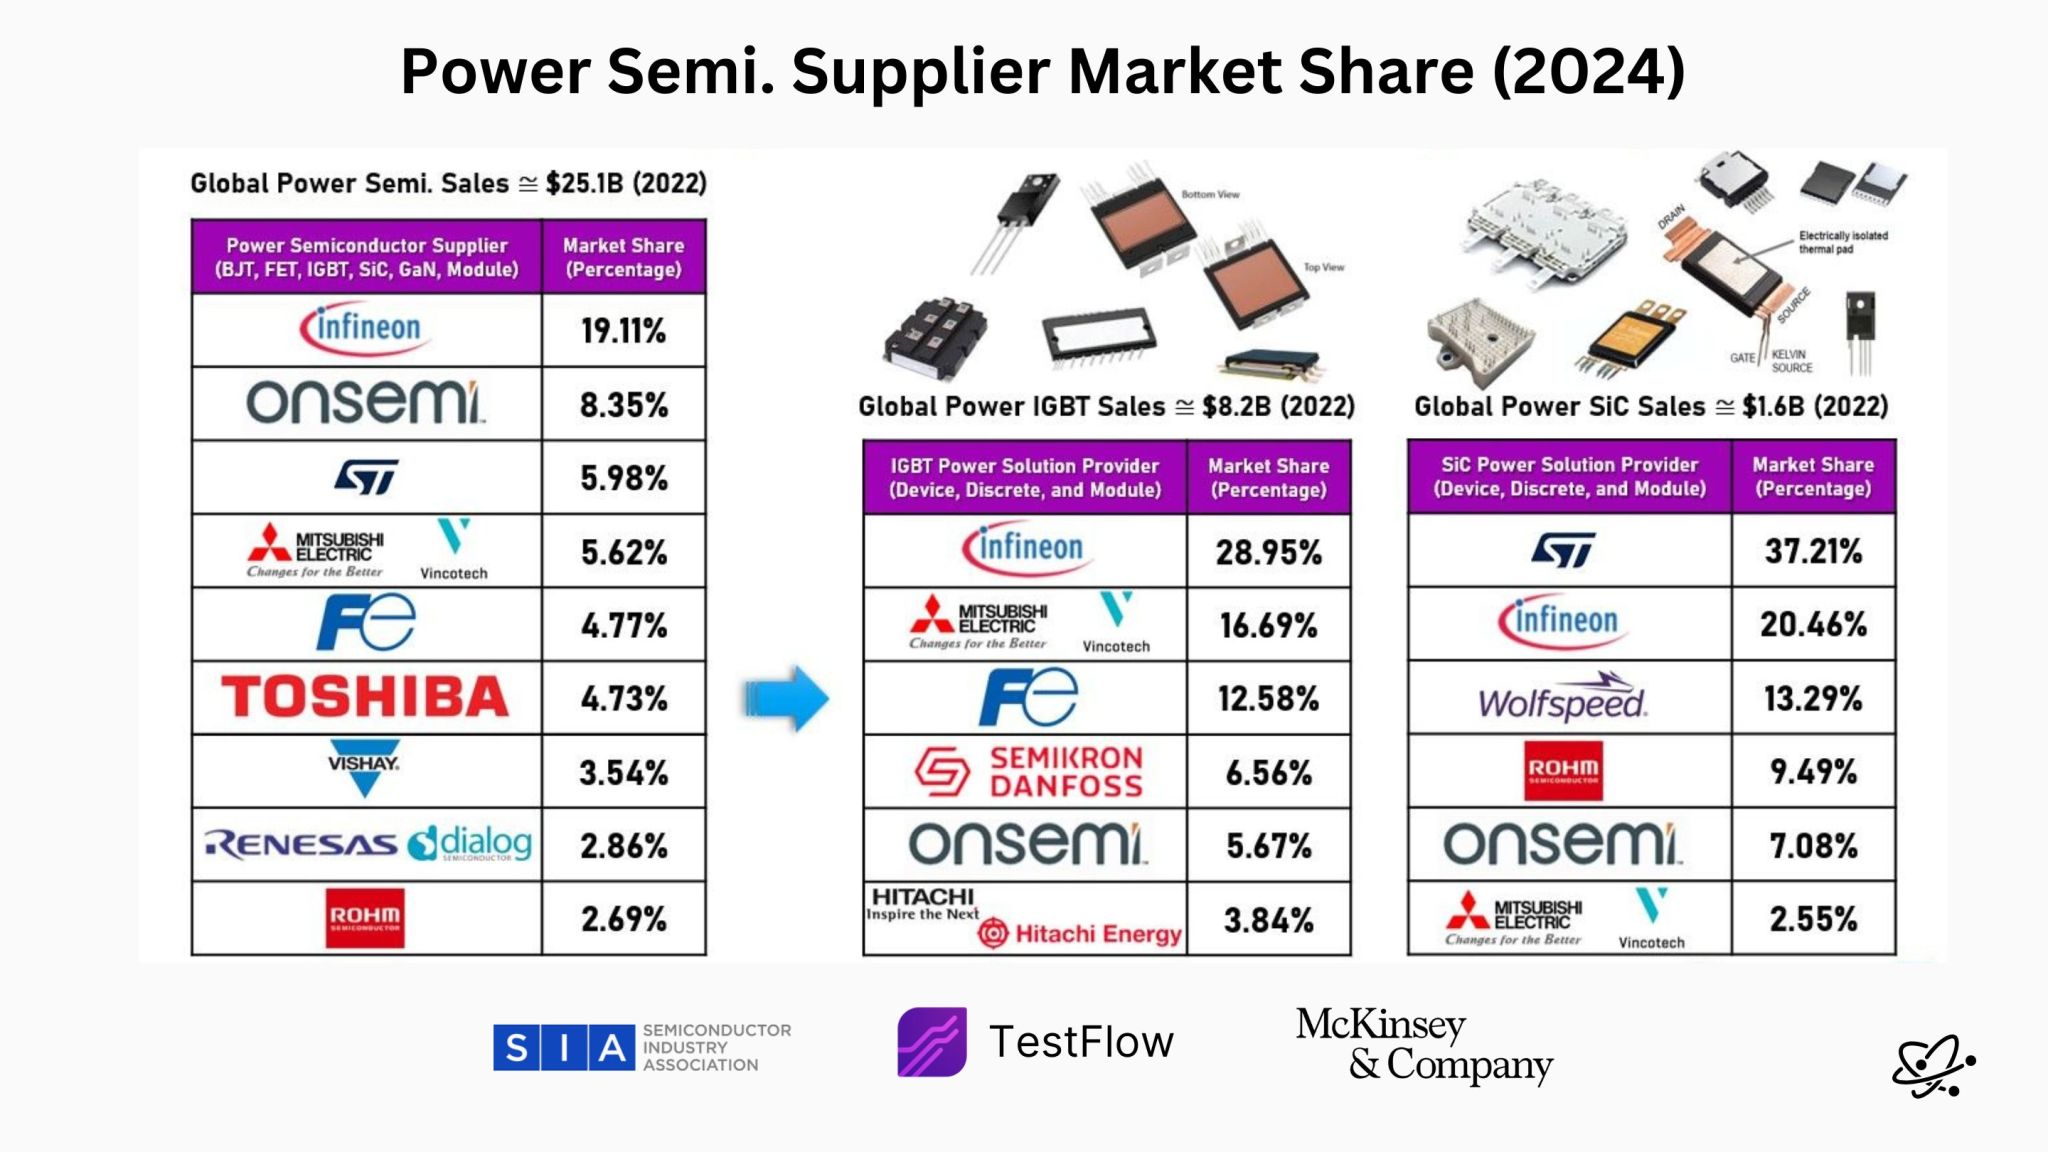 Power Semi. Supplier Market Share (2024)
Global Power Semi. Sales ≅ $25.1B (2022)
Power Semiconductor Supplier
(BJT, FET, IGBT, SiC, GaN, Module)
Market Share
(Percentage)
infineon
19.11%
onsemi
8.35%
ST
5.98%
MITSUBISHI
ELECTRIC
Changes for the Better
Vincotech
5.62%
Fe
4.77%
TOSHIBA
4.73%
VISHAY.
3.54%
RENESAS
dialog
SEMICONDUCTOR
2.86%
ROHM
SEMICONDUCTOR
2.69%
Bottom View
Top View
Global Power IGBT Sales ≅ $8.2B (2022)
IGBT Power Solution Provider
(Device, Discrete, and Module)
Market Share
(Percentage)
infineon
28.95%
MITSUBISHI
ELECTRIC
Changes for the Better
Vincotech
16.69%
Fe
12.58%
SEMIKRON
DANFOSS
6.56%
onsemi
5.67%
HITACHI
Inspire the Next
Hitachi Energy
3.84%
DRAIN
Electrically isolated
thermal pad
SOURCE
GATE
KELVIN
SOURCE
Global Power SiC Sales ≅ $1.6B (2022)
SiC Power Solution Provider
(Device, Discrete, and Module)
Market Share
(Percentage)
ST
37.21%
infineon
20.46%
Wolfspeed.
13.29%
ROHM
SEMICONDUCTOR
9.49%
onsemi
7.08%
MITSUBISHI
ELECTRIC
Changes for the Better
Vincotech
2.55%
SIA
SEMICONDUCTOR
INDUSTRY
ASSOCIATION
TestFlow
McKinsey
& Company